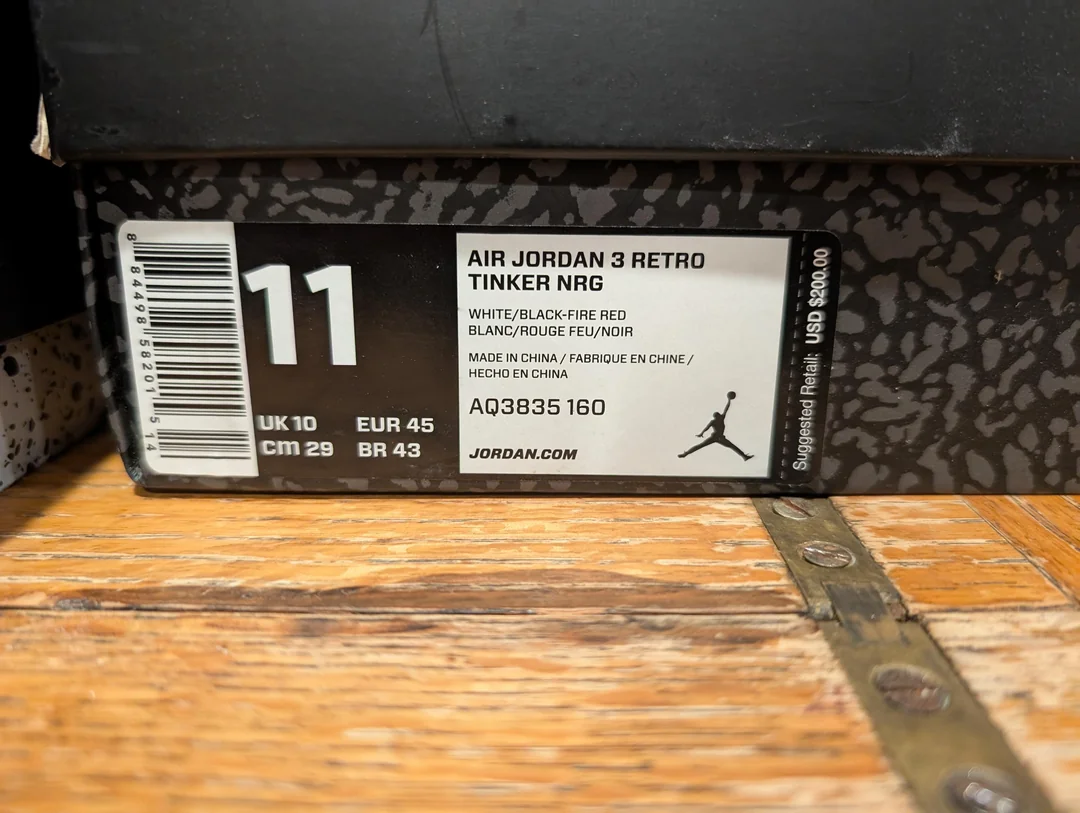 8 84498 58201 5 14
11
UK 10 EUR 45
cm 29 BR 43
AIR JORDAN 3 RETRO
TINKER NRG
WHITE/BLACK-FIRE RED
BLANC/ROUGE FEU/NOIR
MADE IN CHINA / FABRIQUE EN CHINE /
HECHO EN CHINA
AQ3835 160
JORDAN.COM
Suggested Retail: USD $200.00